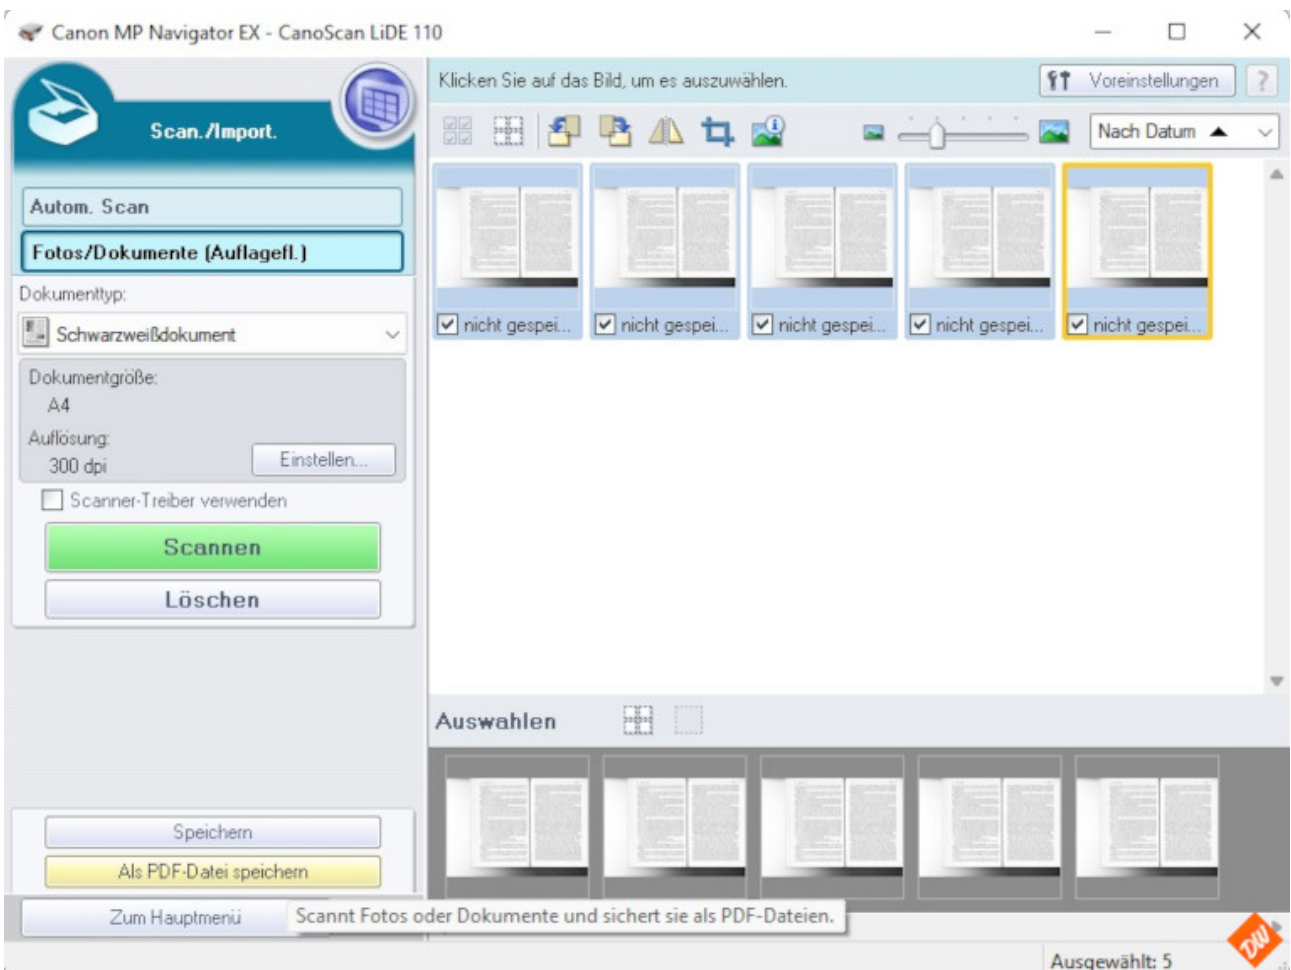 Canon MP Navigator EX - CanoScan LiDE 110
Scan./Import.
Klicken Sie auf das Bild, um es auszuwählen.
Voreinstellungen
?
Nach Datum
Autom. Scan
Fotos/Dokumente (Auflagefl.)
Dokumenttyp:
Schwarzweißdokument
Dokumentgröße:
A4
Auflösung:
300 dpi
Einstellen...
Scanner-Treiber verwenden
Scannen
Löschen
nicht gespei... nicht gespei... nicht gespei... nicht gespei... nicht gespei...
Auswahlen
Speichern
Als PDF-Datei speichern
Zum Hauptmenü
Scannt Fotos oder Dokumente und sichert sie als PDF-Dateien.
Ausgewählt: 5
DW